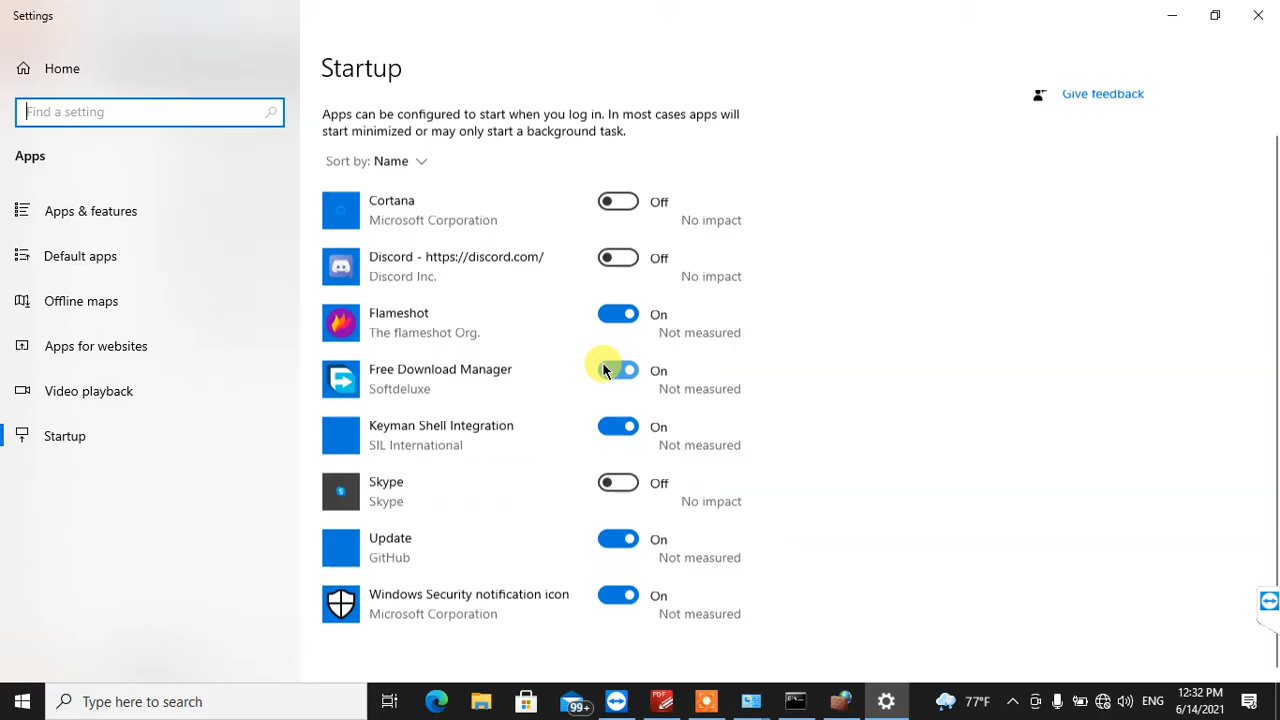 Settings
Home
Find a setting
Apps
Apps & features
Default apps
Offline maps
Apps for websites
Video playback
Startup
Startup
Apps can be configured to start when you log in. In most cases apps will
start minimized or may only start a background task.
Sort by: Name
Cortana
Microsoft Corporation
Off
No impact
Discord - https://discord.com/
Discord Inc.
Off
No impact
Flameshot
The flameshot Org.
On
Not measured
Free Download Manager
Softdeluxe
On
Not measured
Keyman Shell Integration
SIL International
On
Not measured
Skype
Skype
Off
No impact
Update
GitHub
On
Not measured
Windows Security notification icon
Microsoft Corporation
On
Not measured
Give feedback
Type here to search
99+
PDF
77°F
ENG
12:32 PM
6/14/2021